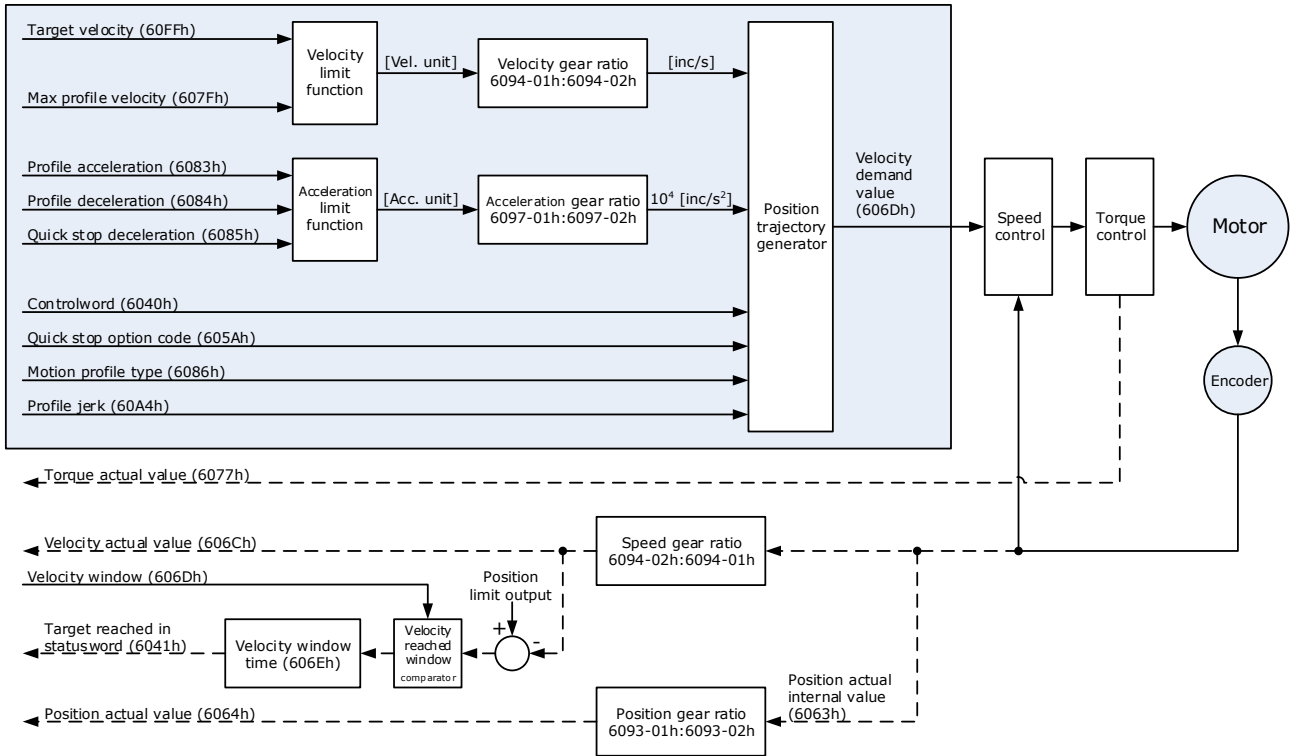 Target velocity (60FFh)
Max profile velocity (607Fh)
Velocity
limit
function
[Vel. unit]
Velocity gear ratio
6094-01h:6094-02h
[inc/s]
Profile acceleration (6083h)
Profile deceleration (6084h)
Quick stop deceleration (6085h)
Acceleration
limit
function
[Acc. unit]
Acceleration gear ratio
6097-01h:6097-02h
10⁴ [inc/s²]
Position
trajectory
generator
Velocity
demand
value
(606Dh)
Speed
control
Torque
control
Motor
Encoder
Controlword (6040h)
Quick stop option code (605Ah)
Motion profile type (6086h)
Profile jerk (60A4h)
Torque actual value (6077h)
Velocity actual value (606Ch)
Speed gear ratio
6094-02h:6094-01h
Velocity window (606Dh)
Position
limit output
+
-
Target reached in
statusword (6041h)
Velocity window
time (606Eh)
Velocity
reached
window
comparator
Position actual
internal value
(6063h)
Position actual value (6064h)
Position gear ratio
6093-01h:6093-02h